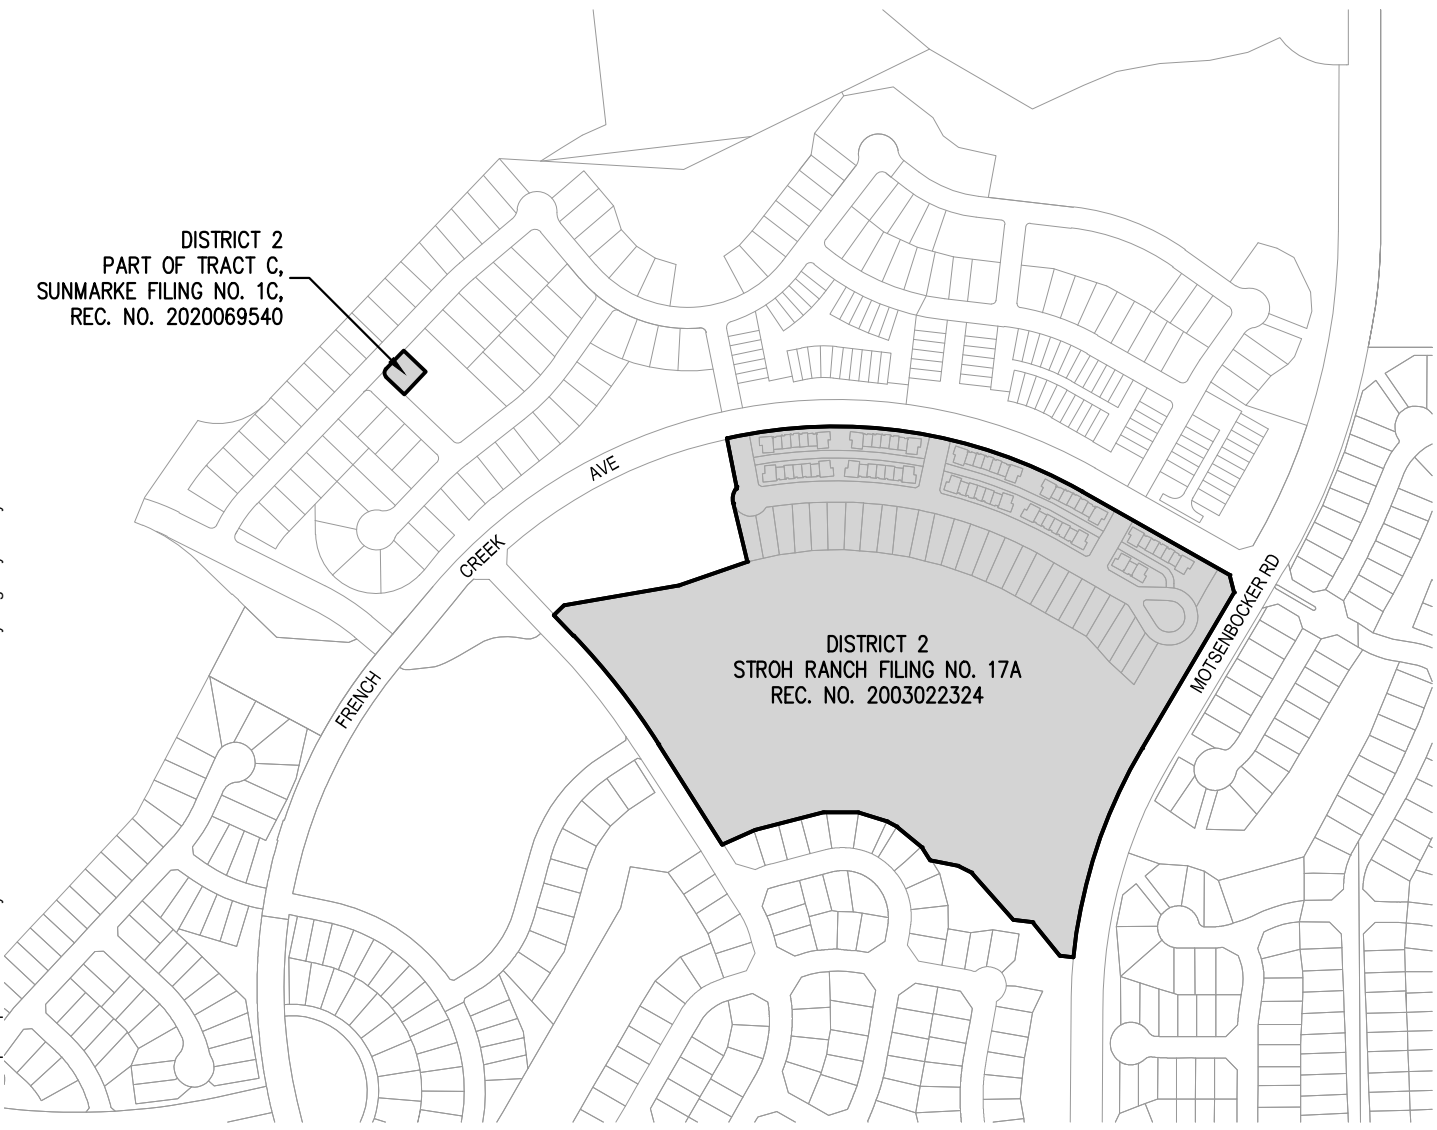 DISTRICT 2
PART OF TRACT C,
SUNMARKE FILING NO. 1C,
REC. NO. 2020069540
AVE
CREEK
FRENCH
MOTSENBOCKER RD
DISTRICT 2
STROH RANCH FILING NO. 17A
REC. NO. 2003022324